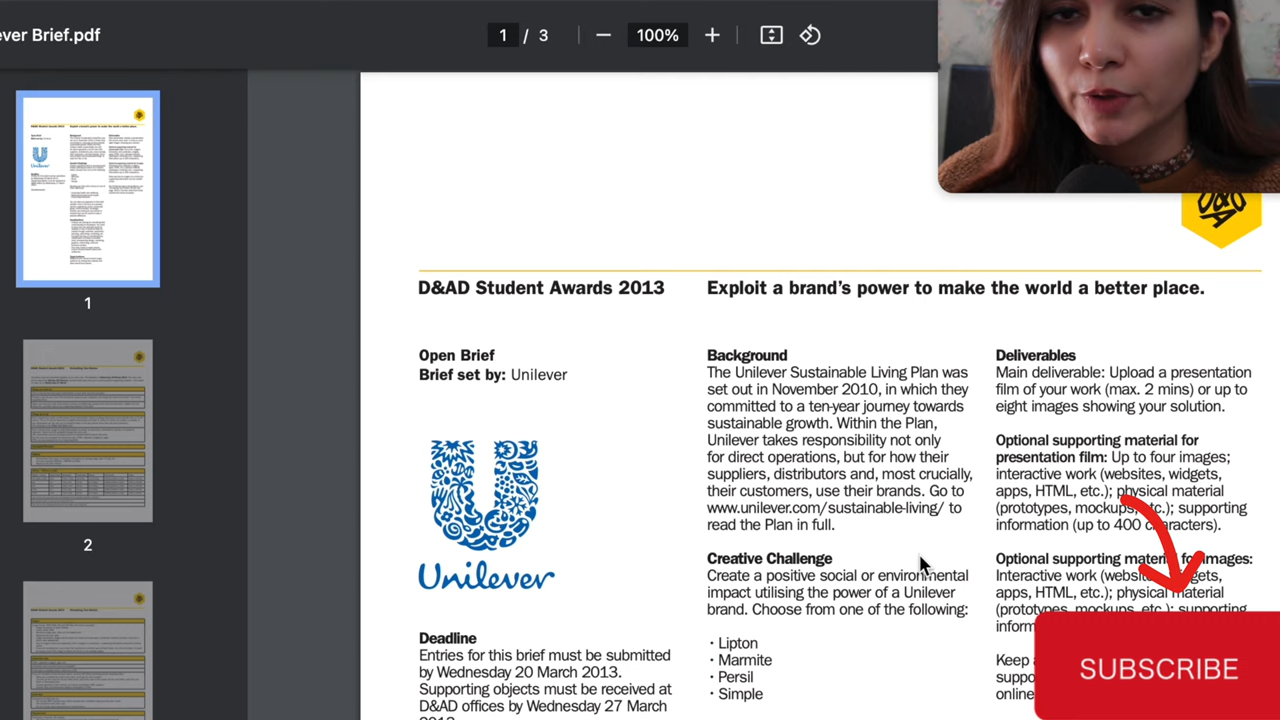 ever Brief.pdf
1 / 3
100%
1
2
D&AD
D&AD Student Awards 2013
Exploit a brand's power to make the world a better place.
Open Brief
Brief set by: Unilever
Unilever
Deadline
Entries for this brief must be submitted
by Wednesday 20 March 2013.
Supporting objects must be received at
D&AD offices by Wednesday 27 March
2013.
Background
The Unilever Sustainable Living Plan was
set out in November 2010, in which they
committed to a ten-year journey towards
sustainable growth. Within the Plan,
Unilever takes responsibility not only
for direct operations, but for how their
suppliers, distributors and, most crucially,
their customers, use their brands. Go to
www.unilever.com/sustainable-living/ to
read the Plan in full.
Creative Challenge
Create a positive social or environmental
impact utilising the power of a Unilever
brand. Choose from one of the following:
· Lipton
· Marmite
· Persil
· Simple
Deliverables
Main deliverable: Upload a presentation
film of your work (max. 2 mins) or up to
eight images showing your solution.
Optional supporting material for
presentation film: Up to four images;
interactive work (websites, widgets,
apps, HTML, etc.); physical material
(prototypes, mockups, etc.); supporting
information (up to 400 characters).
Optional supporting material for images:
Interactive work (websites, widgets,
apps, HTML, etc.); physical material
(prototypes, mockups, etc.); supporting
inform
Keep a
suppo
online
SUBSCRIBE